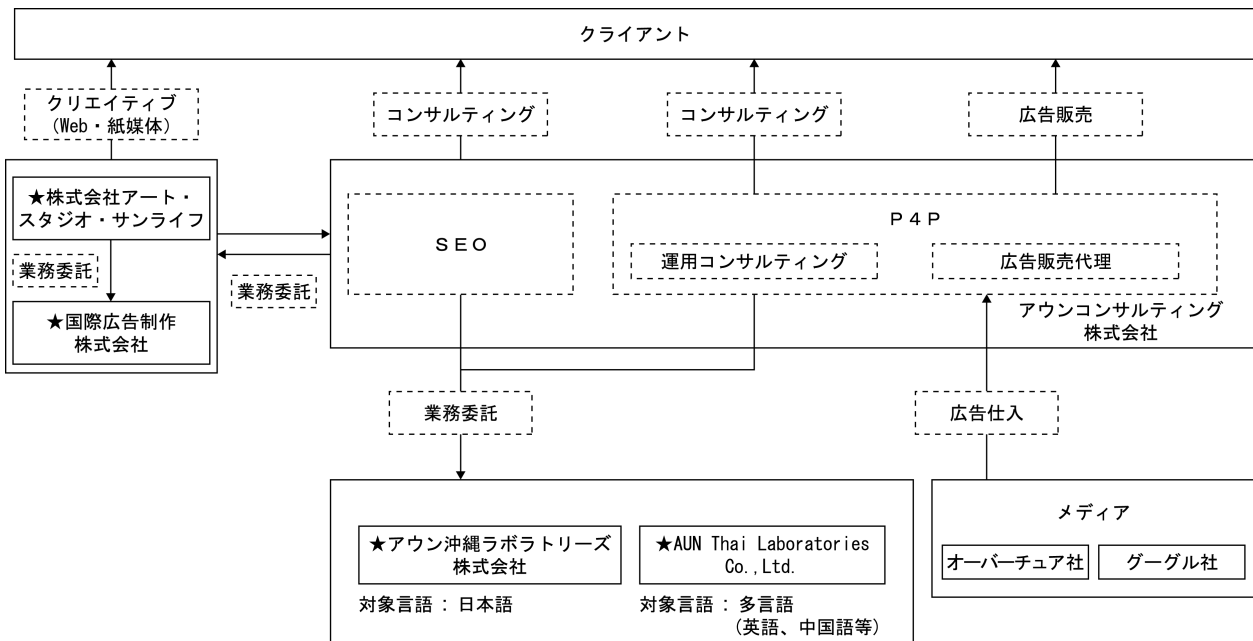 クライアント
クリエイティブ
(Web・紙媒体)
コンサルティング
コンサルティング
広告販売
★株式会社アート・
スタジオ・サンライフ
業務委託
★国際広告制作
株式会社
業務委託
SEO
P4P
運用コンサルティング
広告販売代理
アウンコンサルティング
株式会社
業務委託
広告仕入
★アウン沖縄ラボラトリーズ
株式会社
対象言語：日本語
★AUN Thai Laboratories
Co.,Ltd.
対象言語：多言語
(英語、中国語等)
メディア
オーバーチュア社
グーグル社